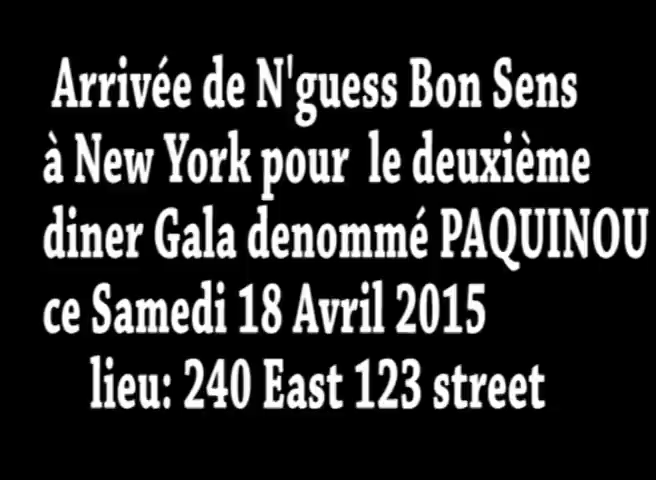 Arrivée de N'guess Bon Sens
à New York pour le deuxième
diner Gala denommé PAQUINOU
ce Samedi 18 Avril 2015
lieu: 240 East 123 street